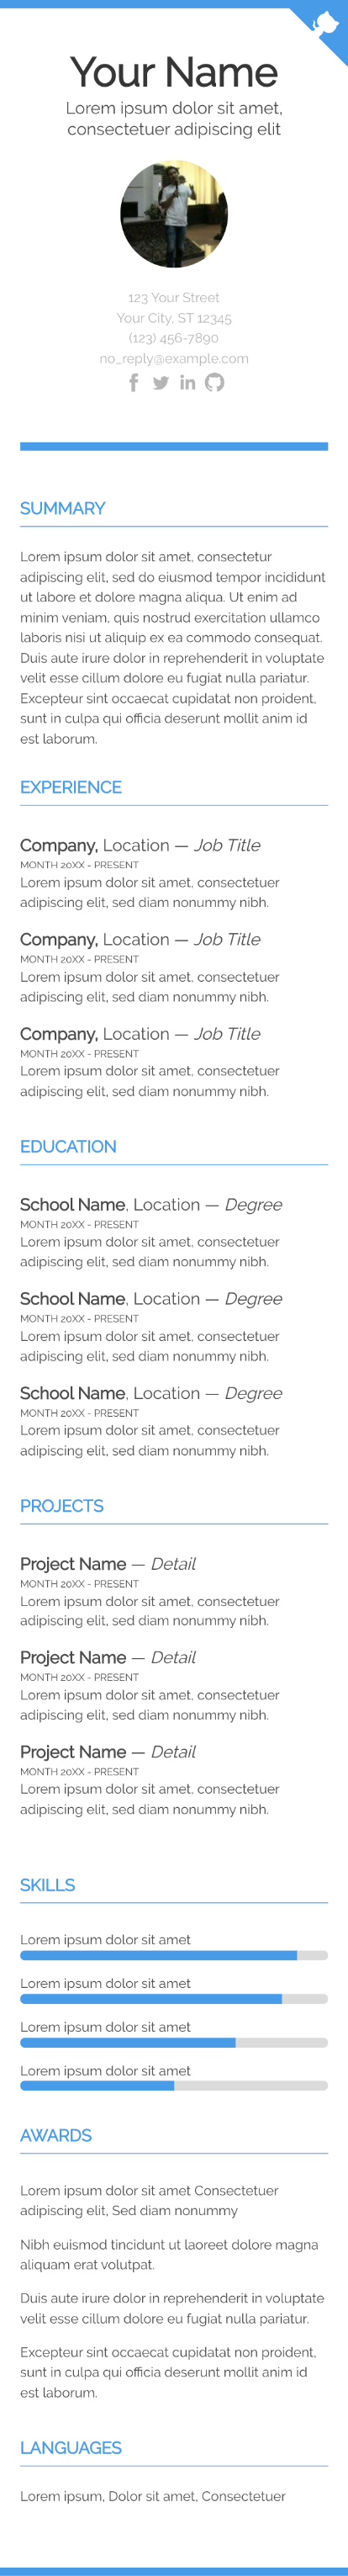 Your Name
Lorem ipsum dolor sit amet,
consectetuer adipiscing elit
123 Your Street
Your City, ST 12345
(123) 456-7890
no_reply@example.com
SUMMARY
Lorem ipsum dolor sit amet, consectetur
adipiscing elit, sed do eiusmod tempor incididunt
ut labore et dolore magna aliqua. Ut enim ad
minim veniam, quis nostrud exercitation ullamco
laboris nisi ut aliquip ex ea commodo consequat.
Duis aute irure dolor in reprehenderit in voluptate
velit esse cillum dolore eu fugiat nulla pariatur.
Excepteur sint occaecat cupidatat non proident,
sunt in culpa qui officia deserunt mollit anim id
est laborum.
EXPERIENCE
Company, Location — Job Title
MONTH 20XX - PRESENT
Lorem ipsum dolor sit amet, consectetuer
adipiscing elit, sed diam nonummy nibh.
Company, Location — Job Title
MONTH 20XX - PRESENT
Lorem ipsum dolor sit amet, consectetuer
adipiscing elit, sed diam nonummy nibh.
Company, Location — Job Title
MONTH 20XX - PRESENT
Lorem ipsum dolor sit amet, consectetuer
adipiscing elit, sed diam nonummy nibh.
EDUCATION
School Name, Location — Degree
MONTH 20XX - PRESENT
Lorem ipsum dolor sit amet, consectetuer
adipiscing elit, sed diam nonummy nibh.
School Name, Location — Degree
MONTH 20XX - PRESENT
Lorem ipsum dolor sit amet, consectetuer
adipiscing elit, sed diam nonummy nibh.
School Name, Location — Degree
MONTH 20XX - PRESENT
Lorem ipsum dolor sit amet, consectetuer
adipiscing elit, sed diam nonummy nibh.
PROJECTS
Project Name — Detail
MONTH 20XX - PRESENT
Lorem ipsum dolor sit amet, consectetuer
adipiscing elit, sed diam nonummy nibh.
Project Name — Detail
MONTH 20XX - PRESENT
Lorem ipsum dolor sit amet, consectetuer
adipiscing elit, sed diam nonummy nibh.
Project Name — Detail
MONTH 20XX - PRESENT
Lorem ipsum dolor sit amet, consectetuer
adipiscing elit, sed diam nonummy nibh.
SKILLS
Lorem ipsum dolor sit amet
Lorem ipsum dolor sit amet
Lorem ipsum dolor sit amet
Lorem ipsum dolor sit amet
AWARDS
Lorem ipsum dolor sit amet Consectetuer
adipiscing elit, Sed diam nonummy
Nibh euismod tincidunt ut laoreet dolore magna
aliquam erat volutpat.
Duis aute irure dolor in reprehenderit in voluptate
velit esse cillum dolore eu fugiat nulla pariatur.
Excepteur sint occaecat cupidatat non proident,
sunt in culpa qui officia deserunt mollit anim id
est laborum.
LANGUAGES
Lorem ipsum, Dolor sit amet, Consectetuer